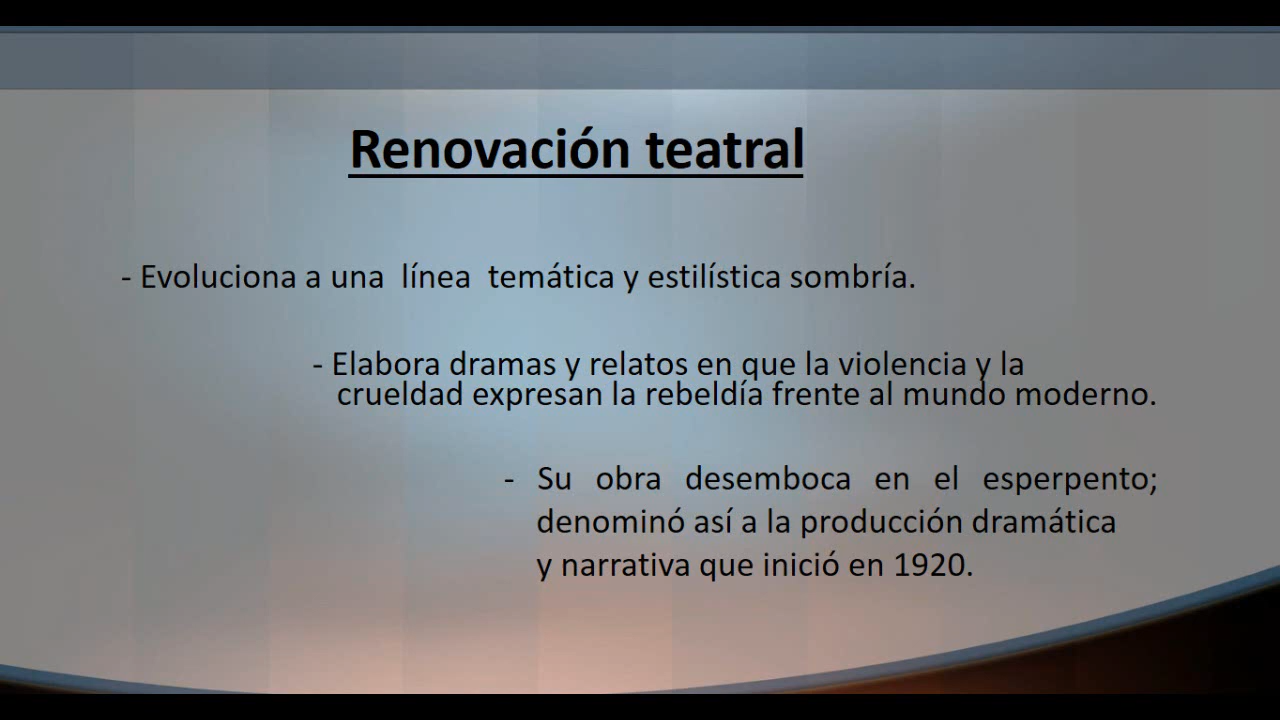 Renovación teatral
- Evoluciona a una línea temática y estilística sombría.
- Elabora dramas y relatos en que la violencia y la
crueldad expresan la rebeldía frente al mundo moderno.
- Su obra desemboca en el esperpento;
denominó así a la producción dramática
y narrativa que inició en 1920.